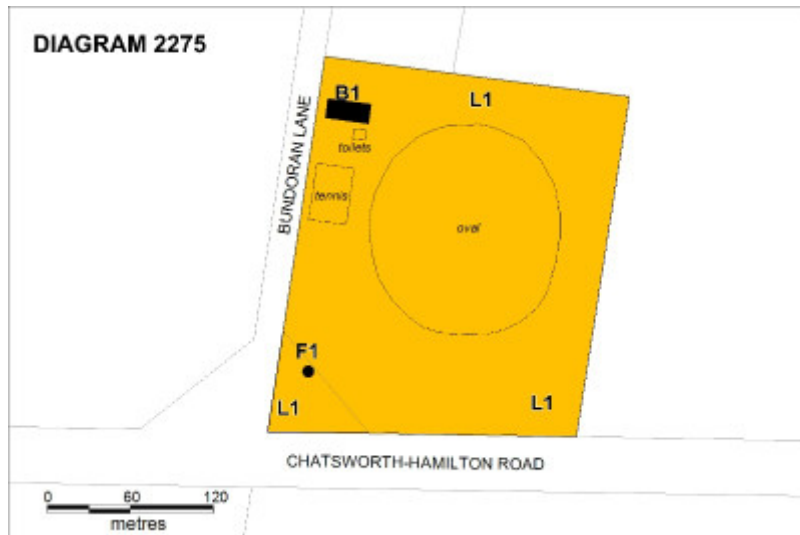 DIAGRAM 2275
BUNDORAN LANE
B1
L1
toilets
tennis
oval
F1
L1
L1
CHATSWORTH-HAMILTON ROAD
0 60 120
metres